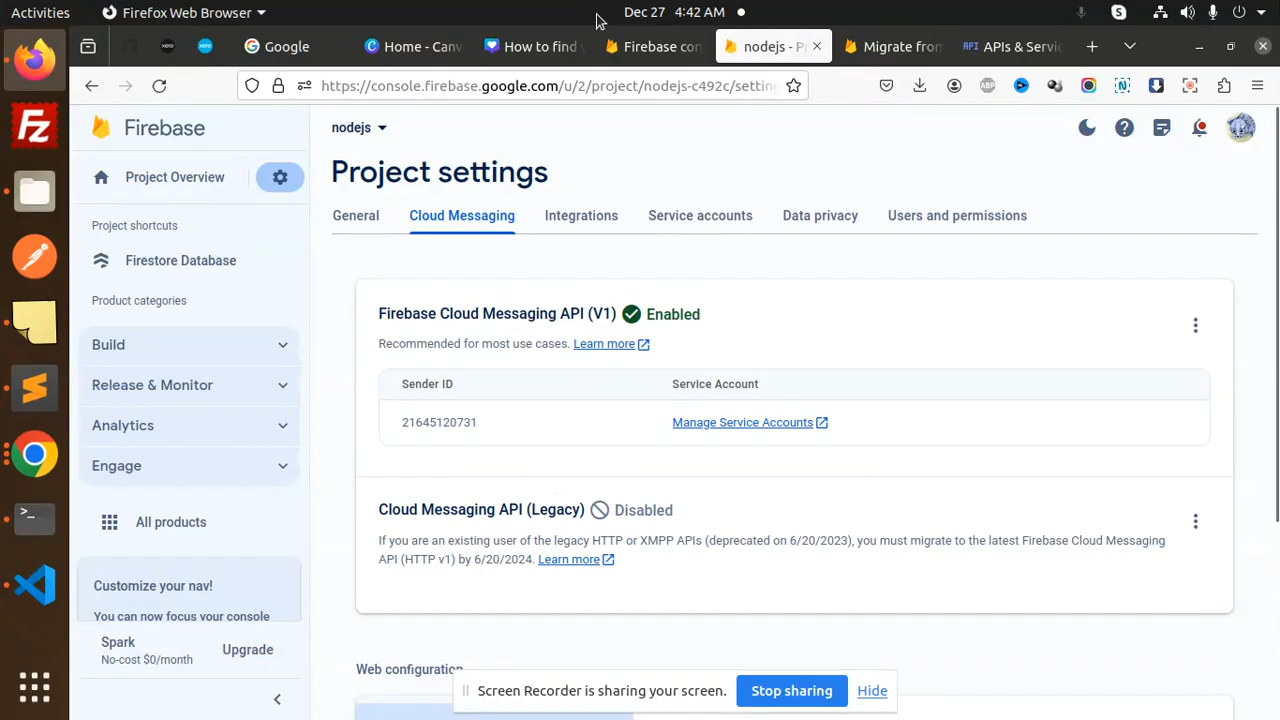 Activities
Firefox Web Browser
Dec 27 4:42 AM
xero
xero
Google
Home - Canv
How to find
Firebase con
nodejs - P
Migrate from
API APIs & Servic
https://console.firebase.google.com/u/2/project/nodejs-c492c/settin
ABP
N
Fz
Firebase
nodejs
Project Overview
Project settings
General
Cloud Messaging
Integrations
Service accounts
Data privacy
Users and permissions
Project shortcuts
Firestore Database
Product categories
Build
Release & Monitor
Analytics
Engage
All products
Customize your nav!
You can now focus your console
Spark
No-cost $0/month
Upgrade
Firebase Cloud Messaging API (V1) Enabled
Recommended for most use cases. Learn more
Sender ID
Service Account
21645120731
Manage Service Accounts
Cloud Messaging API (Legacy) Disabled
If you are an existing user of the legacy HTTP or XMPP APIs (deprecated on 6/20/2023), you must migrate to the latest Firebase Cloud Messaging
API (HTTP v1) by 6/20/2024. Learn more
Web configuration
Screen Recorder is sharing your screen.
Stop sharing
Hide